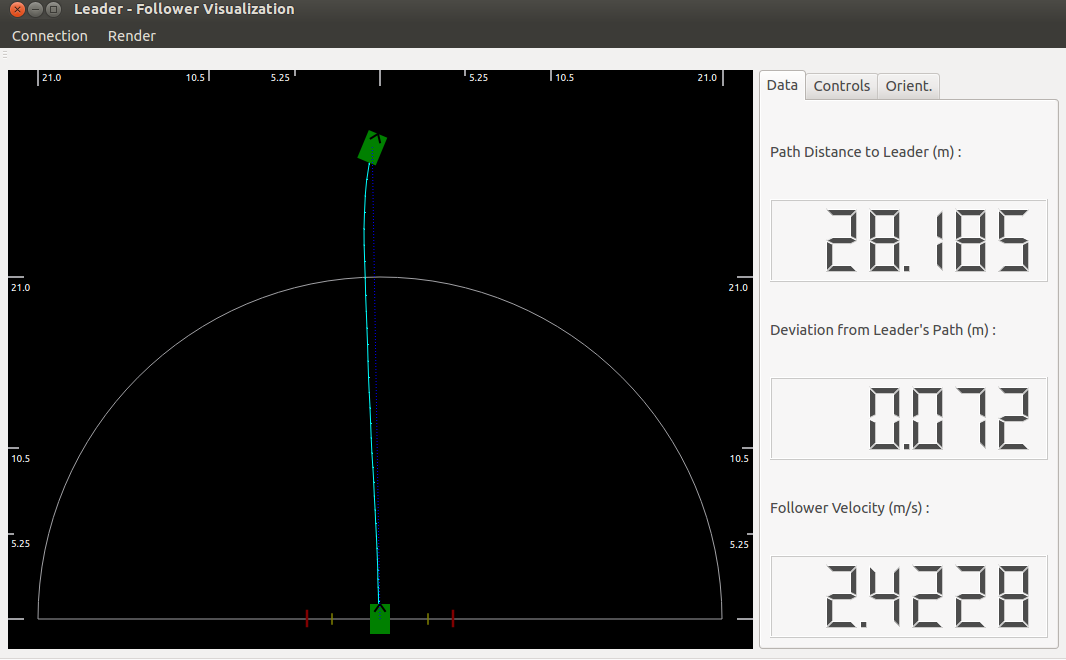 Leader - Follower Visualization
Connection Render
21.0 10.5 5.25 5.25 10.5 21.0
21.0 21.0
10.5 10.5
5.25 5.25
Data Controls Orient.
Path Distance to Leader (m) :
28.185
Deviation from Leader's Path (m) :
0.072
Follower Velocity (m/s) :
2.4228